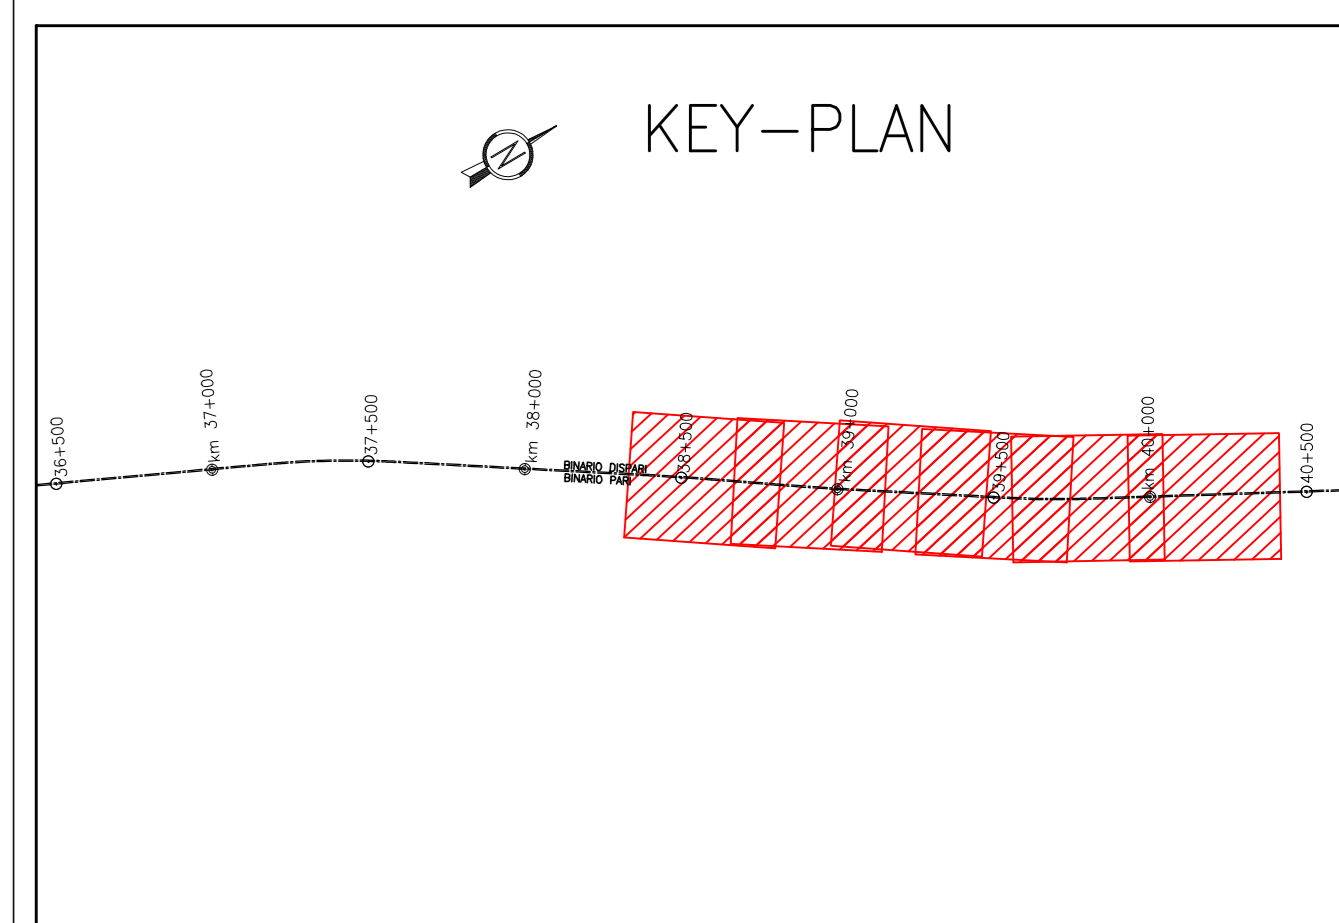 KEY-PLAN
N
36+500
km 37+000
37+500
km 38+000
BINARIO DISPARI
BINARIO PARI
38+500
km 39+000
39+500
km 40+000
40+500